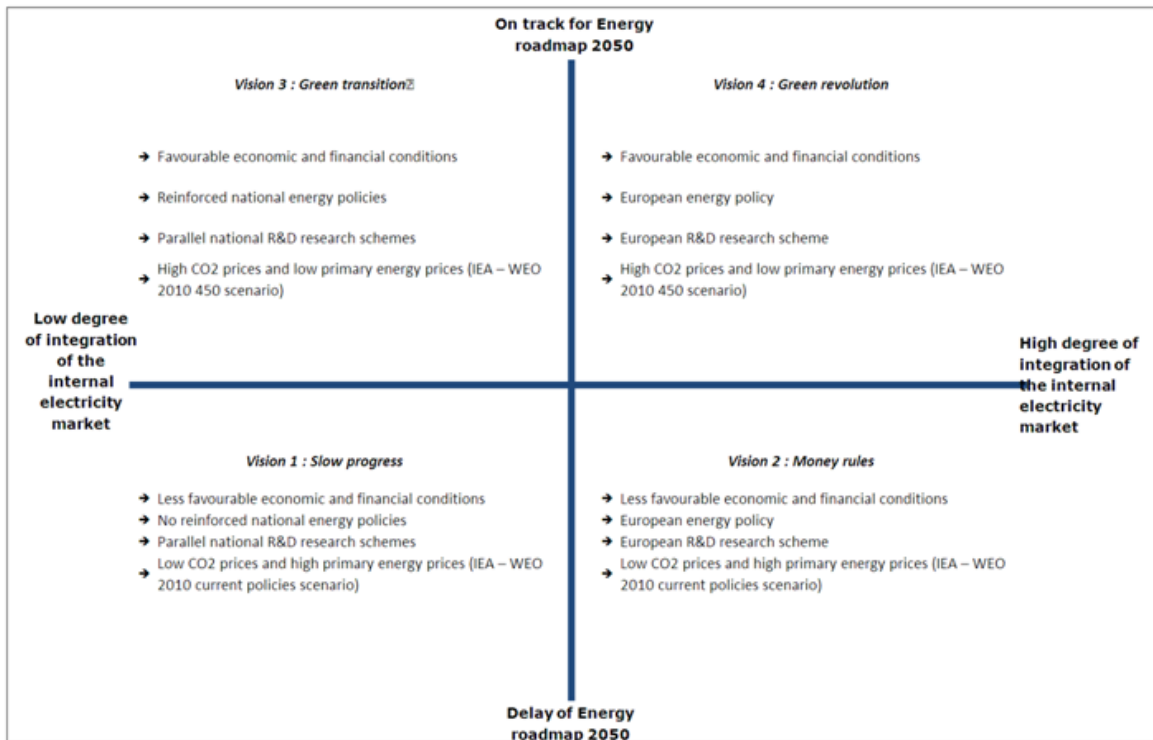 On track for Energy
roadmap 2050
Vision 3 : Green transition
➔ Favourable economic and financial conditions
➔ Reinforced national energy policies
➔ Parallel national R&D research schemes
➔ High CO2 prices and low primary energy prices (IEA – WEO
2010 450 scenario)
Vision 4 : Green revolution
➔ Favourable economic and financial conditions
➔ European energy policy
➔ European R&D research scheme
➔ High CO2 prices and low primary energy prices (IEA – WEO
2010 450 scenario)
Low degree
of integration
of the
internal
electricity
market
High degree of
integration of
the internal
electricity
market
Vision 1 : Slow progress
➔ Less favourable economic and financial conditions
➔ No reinforced national energy policies
➔ Parallel national R&D research schemes
➔ Low CO2 prices and high primary energy prices (IEA – WEO
2010 current policies scenario)
Vision 2 : Money rules
➔ Less favourable economic and financial conditions
➔ European energy policy
➔ European R&D research scheme
➔ Low CO2 prices and high primary energy prices (IEA – WEO
2010 current policies scenario)
Delay of Energy
roadmap 2050